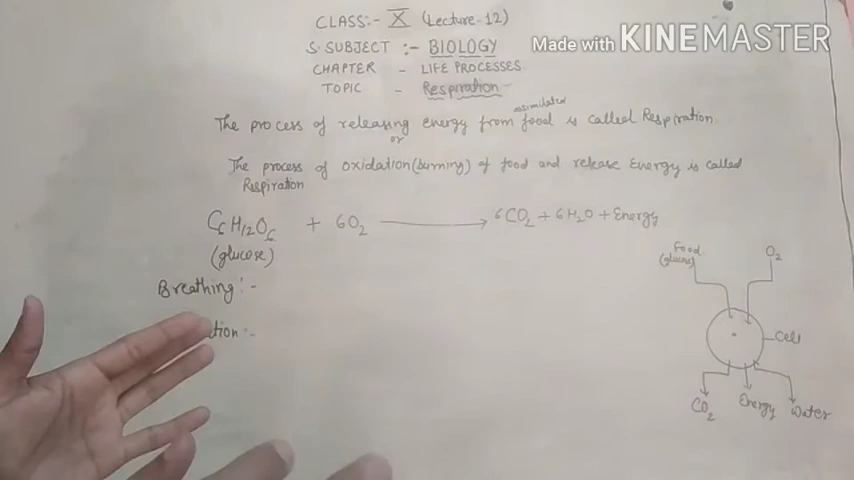 CLASS:- X (Lecture-12)
S. SUBJECT :- BIOLOGY
Made with KINEMASTER
CHAPTER - LIFE PROCESSES
TOPIC - Respiration
assimilated
The process of releasing energy from food is called Respiration.
or
The process of oxidation (burning) of food and release Energy is called
Respiration
C6H12O6 + 6O2 → 6CO2 + 6H2O + Energy
(glucose)
Food
(glucose)
O2
Breathing :-
tion :-
Cell
CO2
Energy
Water